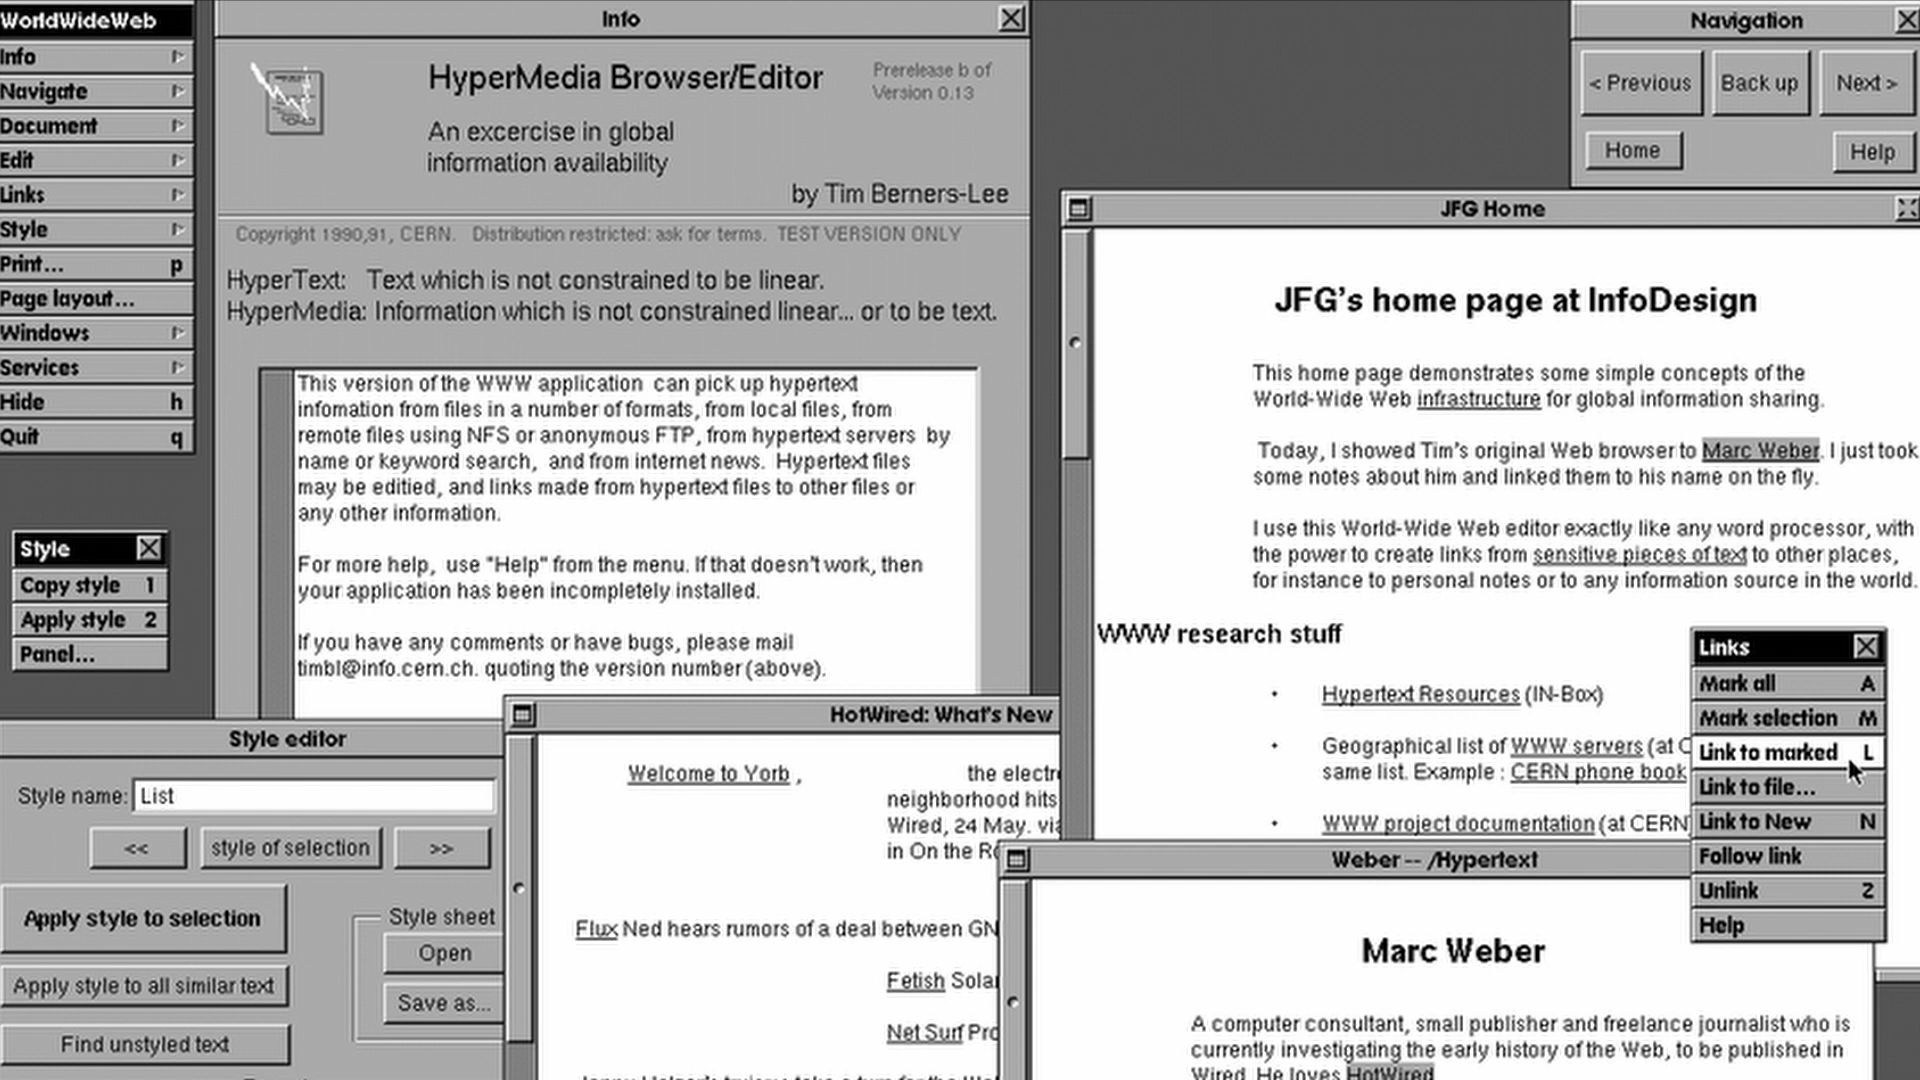 WorldWideWeb
Info
Navigate
Document
Edit
Links
Style
Print... p
Page layout...
Windows
Services
Hide h
Quit q
Style
Copy style 1
Apply style 2
Panel...
Info
HyperMedia Browser/Editor
Prerelease b of
Version 0.13
An excercise in global
information availability
by Tim Berners-Lee
Copyright 1990,91, CERN. Distribution restricted: ask for terms. TEST VERSION ONLY
HyperText: Text which is not constrained to be linear.
HyperMedia: Information which is not constrained linear... or to be text.
This version of the WWW application can pick up hypertext
infomation from files in a number of formats, from local files, from
remote files using NFS or anonymous FTP, from hypertext servers by
name or keyword search, and from internet news. Hypertext files
may be editied, and links made from hypertext files to other files or
any other information.
For more help, use "Help" from the menu. If that doesn't work, then
your application has been incompletely installed.
If you have any comments or have bugs, please mail
timbl@info.cern.ch. quoting the version number (above).
Navigation
< Previous Back up Next >
Home Help
JFG Home
JFG's home page at InfoDesign
This home page demonstrates some simple concepts of the
World-Wide Web infrastructure for global information sharing.
Today, I showed Tim's original Web browser to Marc Weber. I just took
some notes about him and linked them to his name on the fly.
I use this World-Wide Web editor exactly like any word processor, with
the power to create links from sensitive pieces of text to other places,
for instance to personal notes or to any information source in the world.
WWW research stuff
• Hypertext Resources (IN-Box)
• Geographical list of WWW servers (at C
same list. Example : CERN phone book
• WWW project documentation (at CERN
Links
Mark all A
Mark selection M
Link to marked L
Link to file...
Link to New N
Follow link
Unlink Z
Help
Style editor
Style name: List
<< style of selection >>
Apply style to selection
Style sheet
Open
Apply style to all similar text
Save as...
Find unstyled text
HotWired: What's New
Welcome to Yorb , the electr
neighborhood hits
Wired, 24 May. via
in On the
Flux Ned hears rumors of a deal between GN
Fetish Sola
Net Surf Pro
Weber -- /Hypertext
Marc Weber
A computer consultant, small publisher and freelance journalist who is
currently investigating the early history of the Web, to be published in
Wired. He loves HotWired